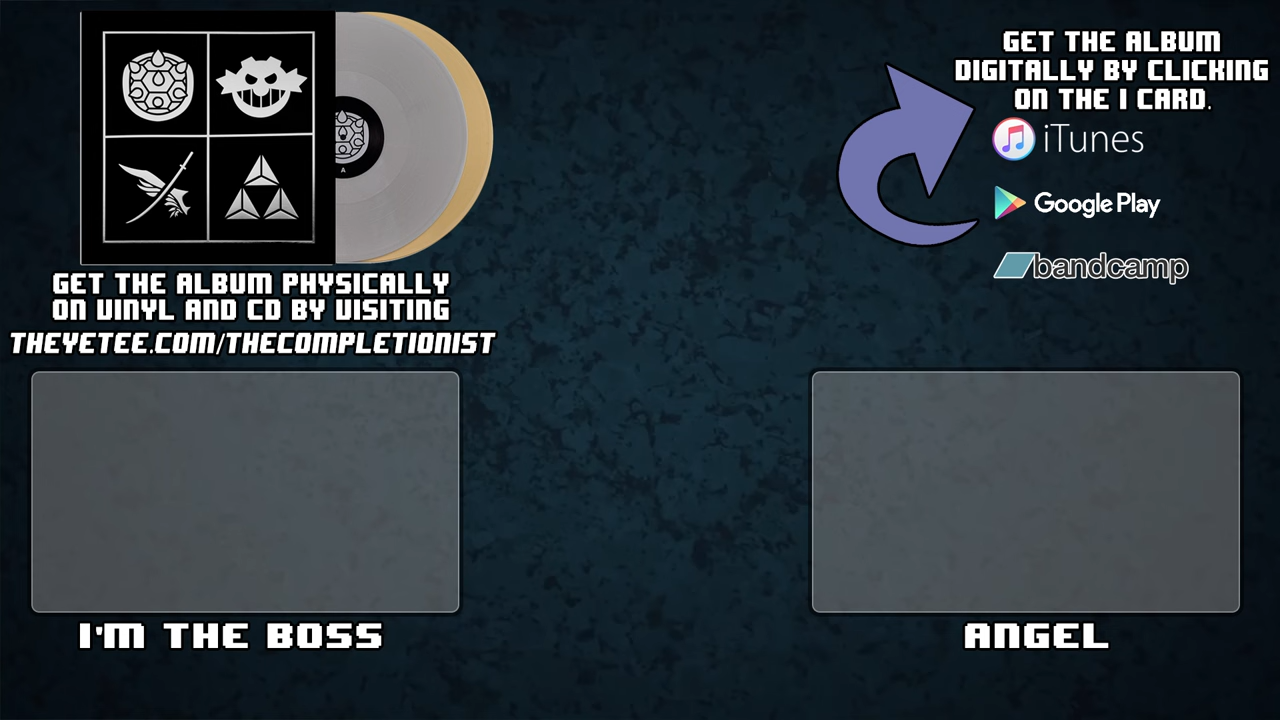 GET THE ALBUM PHYSICALLY
ON VINYL AND CD BY VISITING
THEYETEE.COM/THECOMPLETIONIST
GET THE ALBUM
DIGITALLY BY CLICKING
ON THE I CARD.
iTunes
Google Play
bandcamp
A
I'M THE BOSS
ANGEL